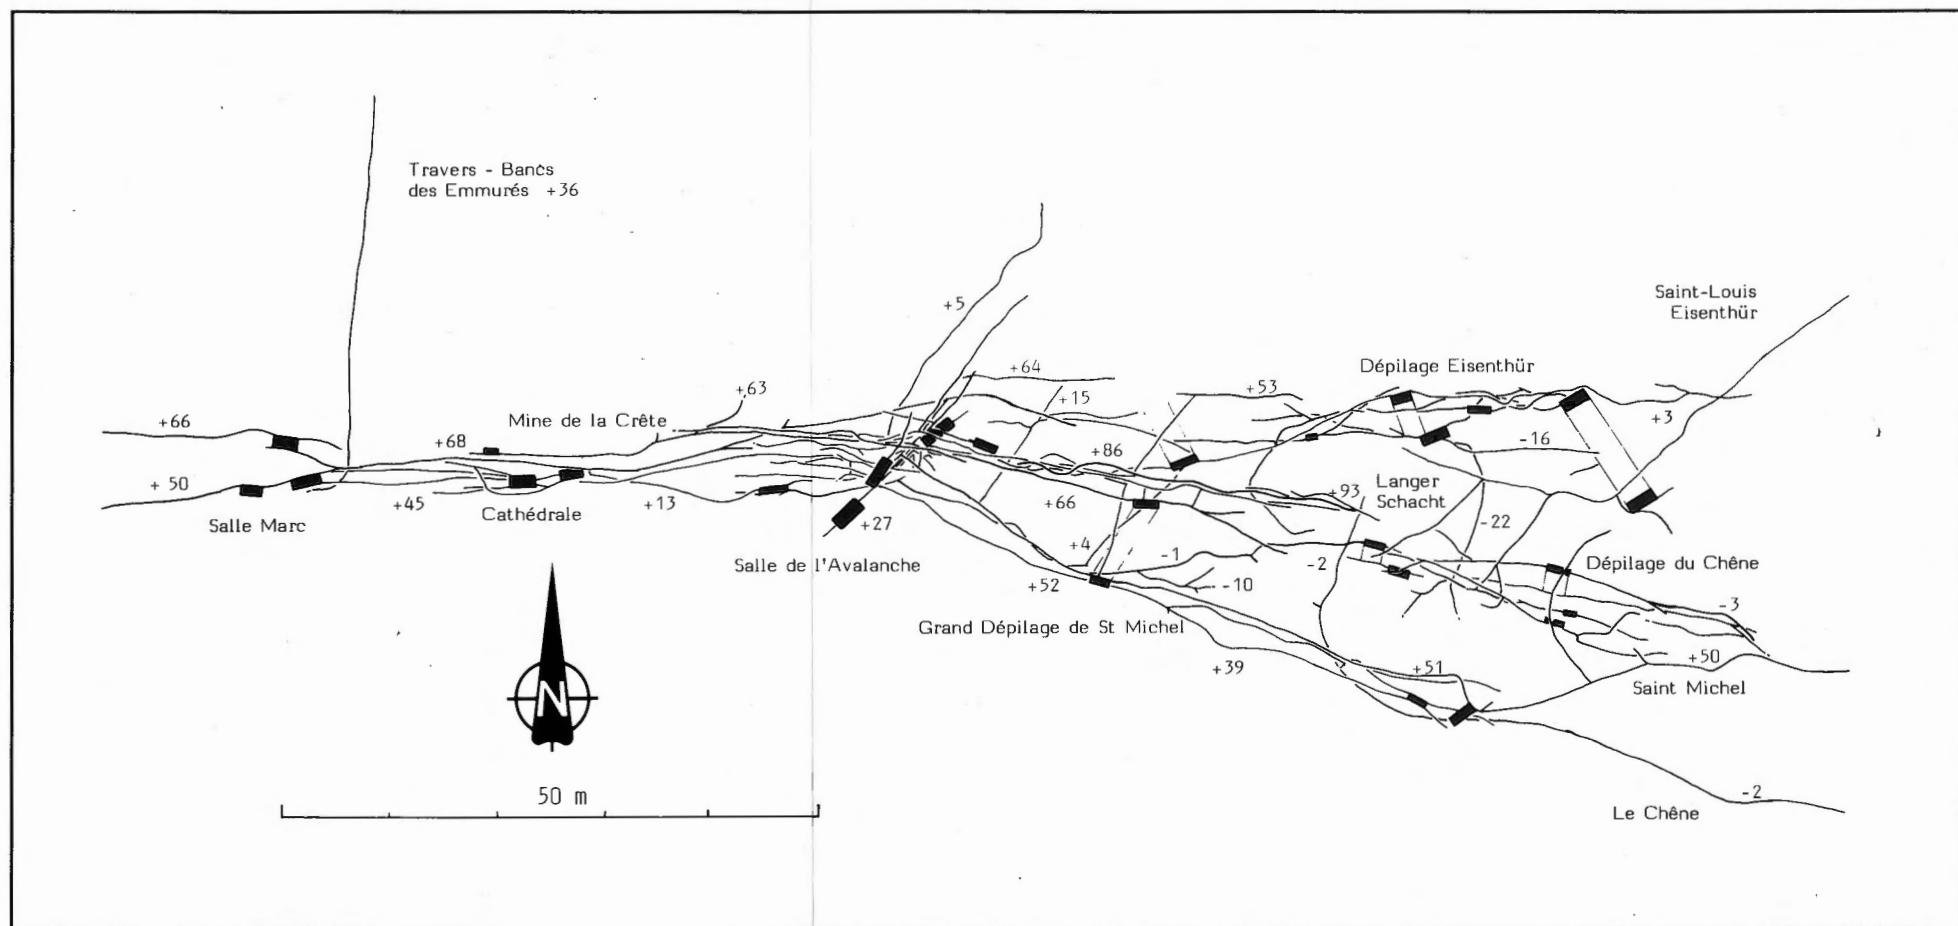 Travers - Bancs
des Emmurés +36
+5
Saint-Louis
Eisenthür
+64
Dépilage Eisenthür
+63
+53
+15
+3
Mine de la Crête
+66
+68
-16
+86
+ 50
+45
+13
Langer
Schacht
+93
+66
Cathédrale
Salle Marc
+27
-22
+4
-1
-2
Salle de l'Avalanche
Dépilage du Chêne
+52
-10
-3
Grand Dépilage de St Michel
+39
+51
+50
Saint Michel
N
50 m
-2
Le Chêne